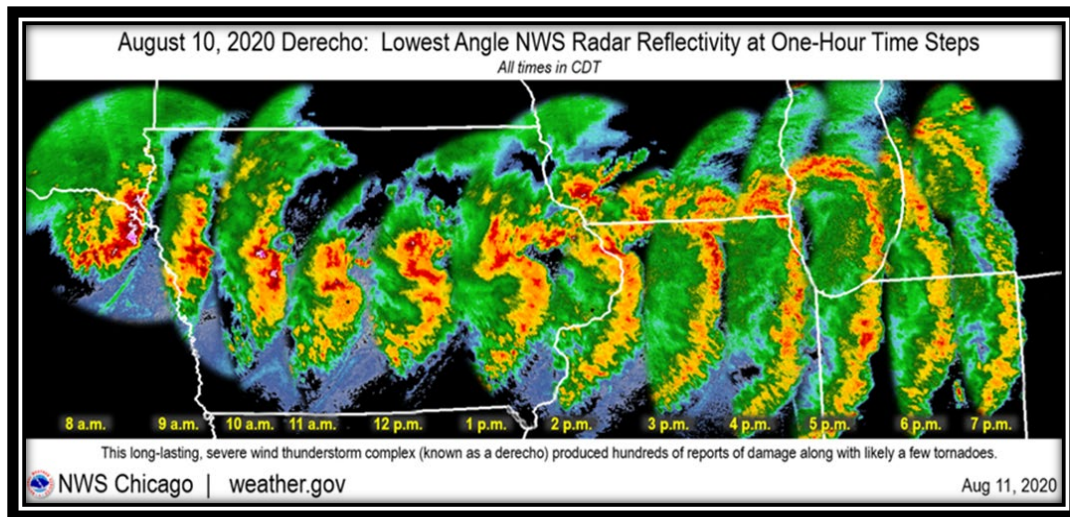 August 10, 2020 Derecho: Lowest Angle NWS Radar Reflectivity at One-Hour Time Steps
All times in CDT
8 a.m. 9 a.m. 10 a.m. 11 a.m. 12 p.m. 1 p.m. 2 p.m. 3 p.m. 4 p.m. 5 p.m. 6 p.m. 7 p.m.
This long-lasting, severe wind thunderstorm complex (known as a derecho) produced hundreds of reports of damage along with likely a few tornadoes.
NWS Chicago | weather.gov Aug 11, 2020